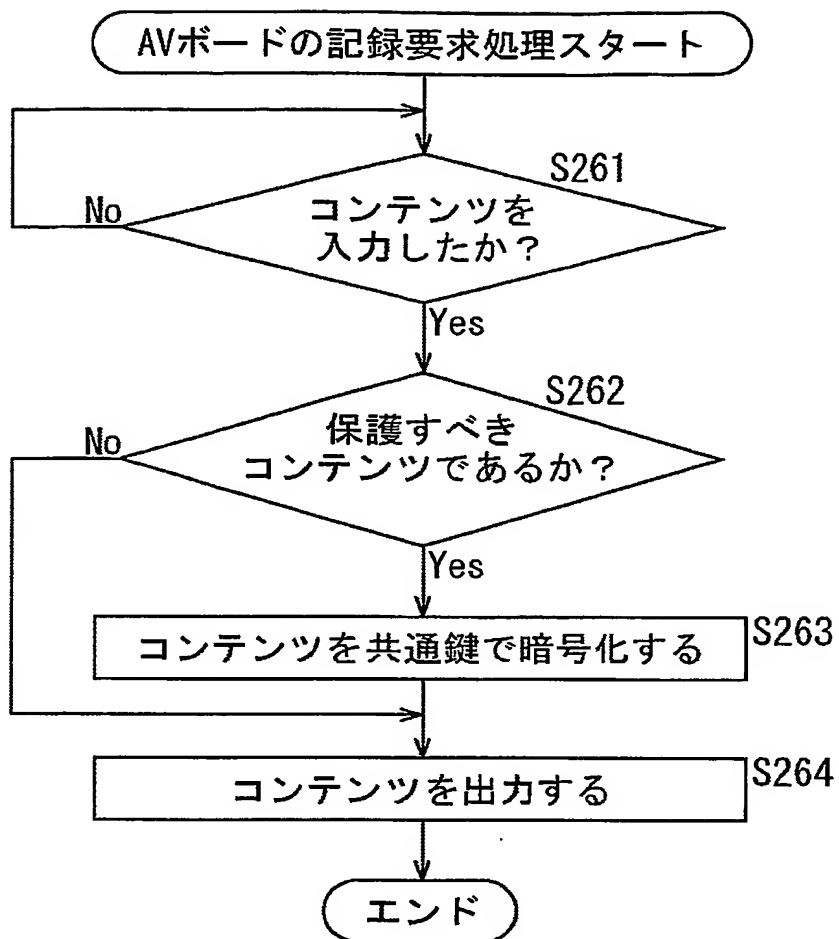 AVボードの記録要求処理スタート
S261
コンテンツを
入力したか？
No
Yes
S262
保護すべき
コンテンツであるか？
No
Yes
コンテンツを共通鍵で暗号化する
S263
コンテンツを出力する
S264
エンド